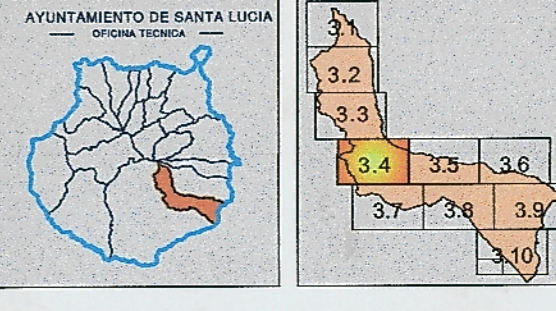 AYUNTAMIENTO DE SANTA LUCIA
OFICINA TECNICA
3.1
3.2
3.3
3.4 3.5 3.6
3.7 3.8 3.9
3.10